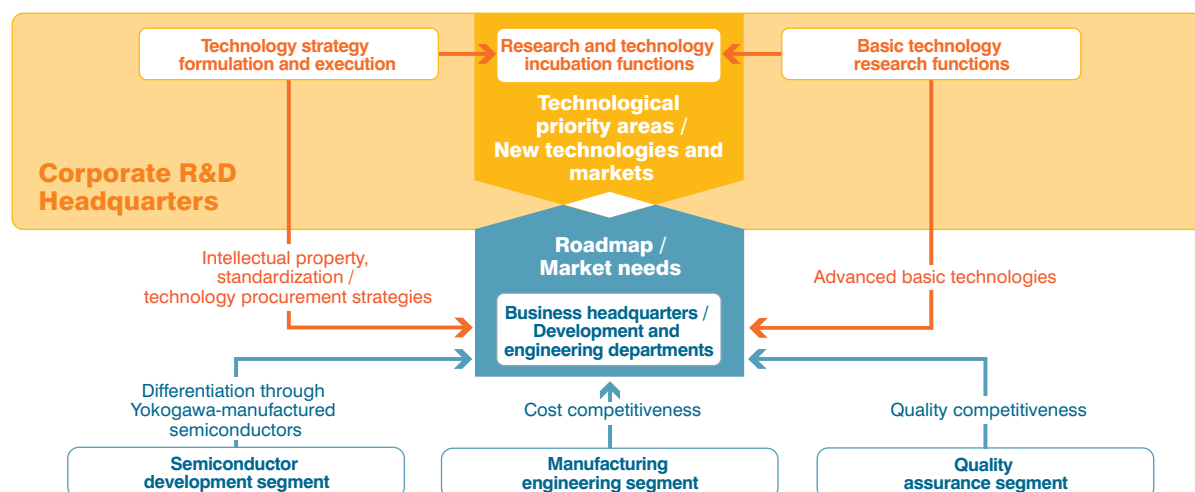 Technology strategy
formulation and execution
Research and technology
incubation functions
Basic technology
research functions
Technological
priority areas /
New technologies and
markets
Corporate R&D
Headquarters
Roadmap /
Market needs
Intellectual property,
standardization /
technology procurement strategies
Advanced basic technologies
Business headquarters /
Development and
engineering departments
Differentiation through
Yokogawa-manufactured
semiconductors
Cost competitiveness
Quality competitiveness
Semiconductor
development segment
Manufacturing
engineering segment
Quality
assurance segment